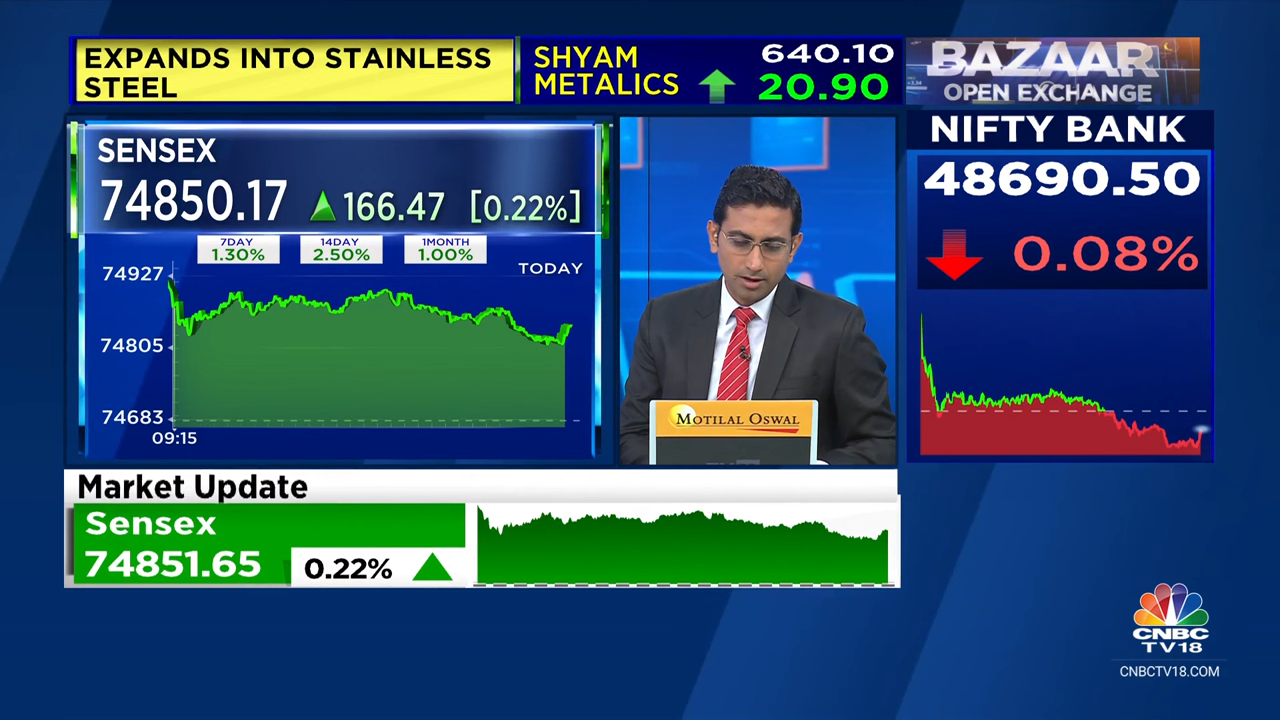 EXPANDS INTO STAINLESS
STEEL
SHYAM
METALICS
640.10
20.90
BAZAAR
OPEN EXCHANGE
SENSEX
74850.17 166.47 [0.22%]
7DAY
1.30%
14DAY
2.50%
1MONTH
1.00%
TODAY
74927
74805
74683
09:15
MOTILAL OSWAL
NIFTY BANK
48690.50
0.08%
Market Update
Sensex
74851.65
0.22%
CNBC
TV18
CNBCTV18.COM